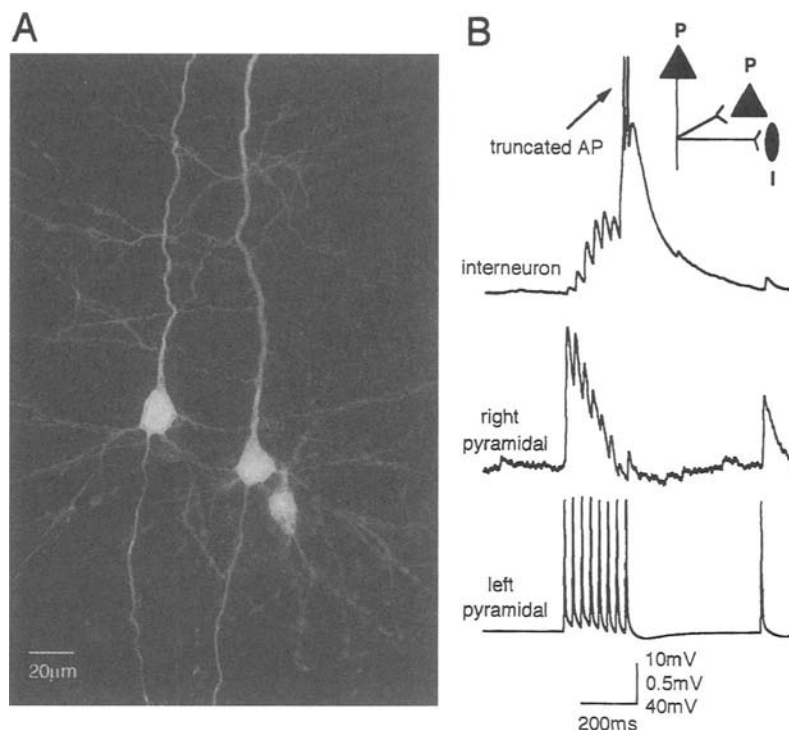 A
B
P
P
truncated AP
I
interneuron
right
pyramidal
left
pyramidal
20μm
10mV
0.5mV
40mV
200ms